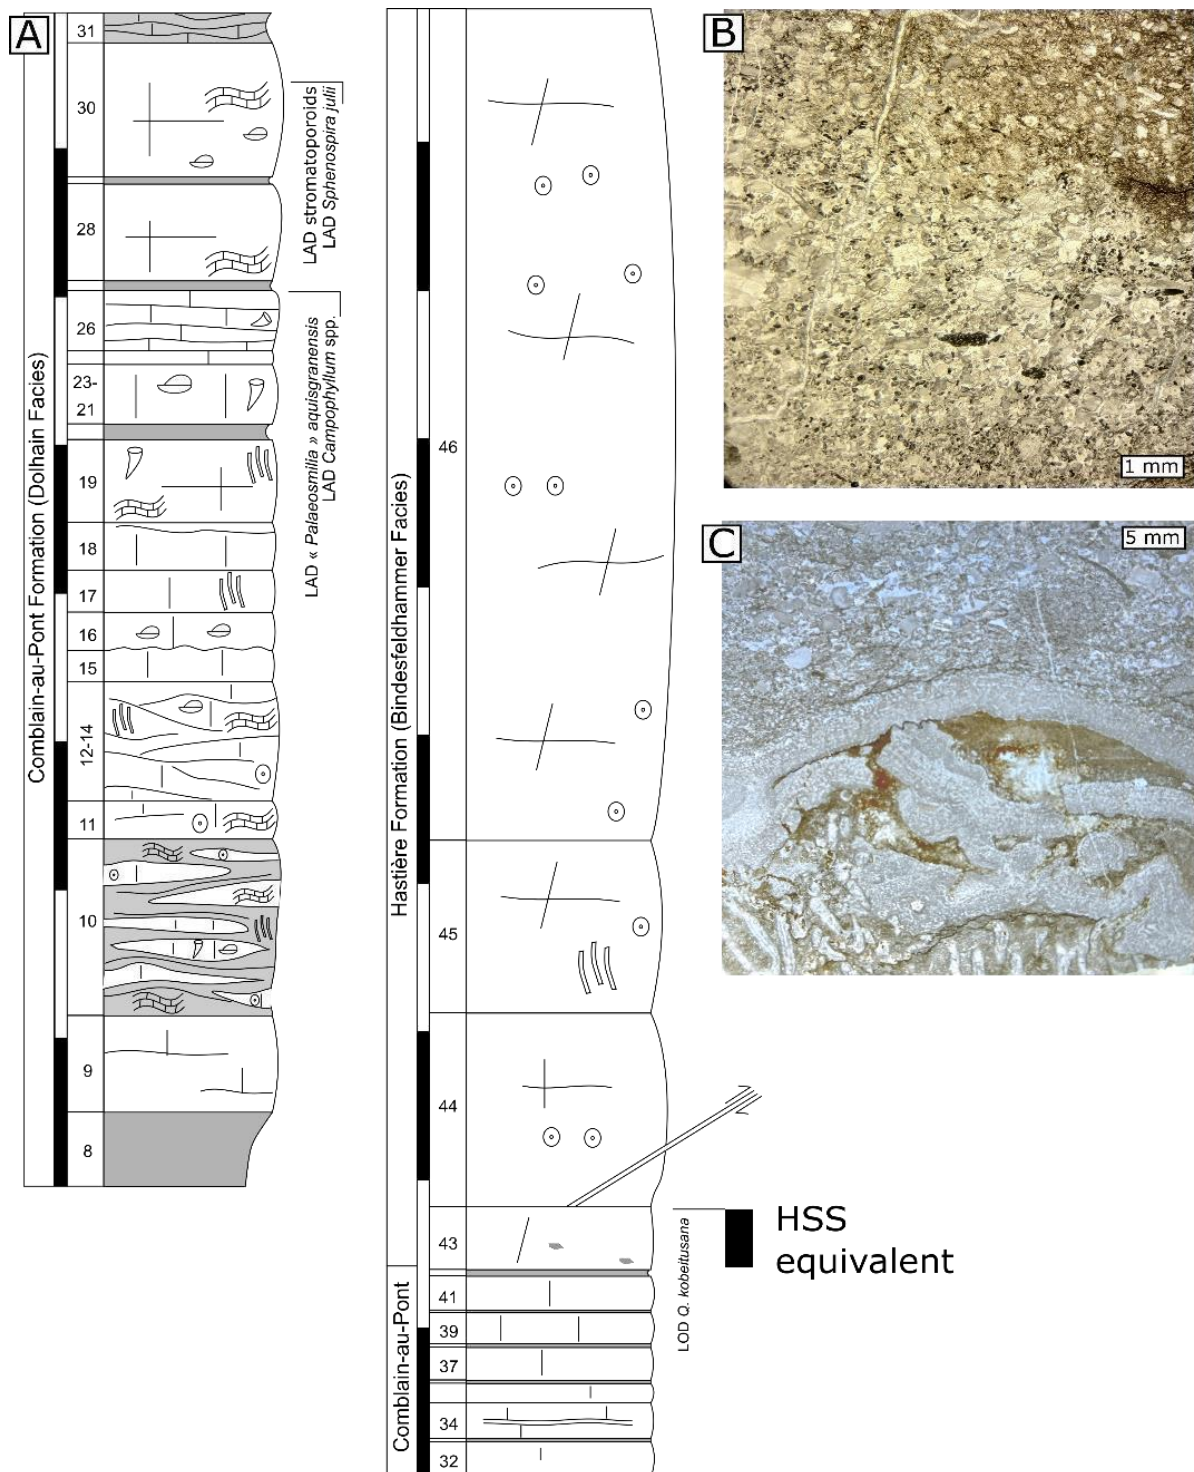 A
Comblain-au-Pont Formation (Dolhain Facies)
31
30
28
26
23-
21
19
18
17
16
15
12-14
11
10
9
8
LAD stromatoporoids
LAD Sphenospira julii
LAD « Palaeosmilia » aquisgranensis
LAD Campophyllum spp.
Hastière Formation (Bindesfeldhammer Facies)
Comblain-au-Pont
46
45
44
43
41
39
37
34
32
LOD Q. kobeitusana
HSS
equivalent
B
1 mm
C
5 mm